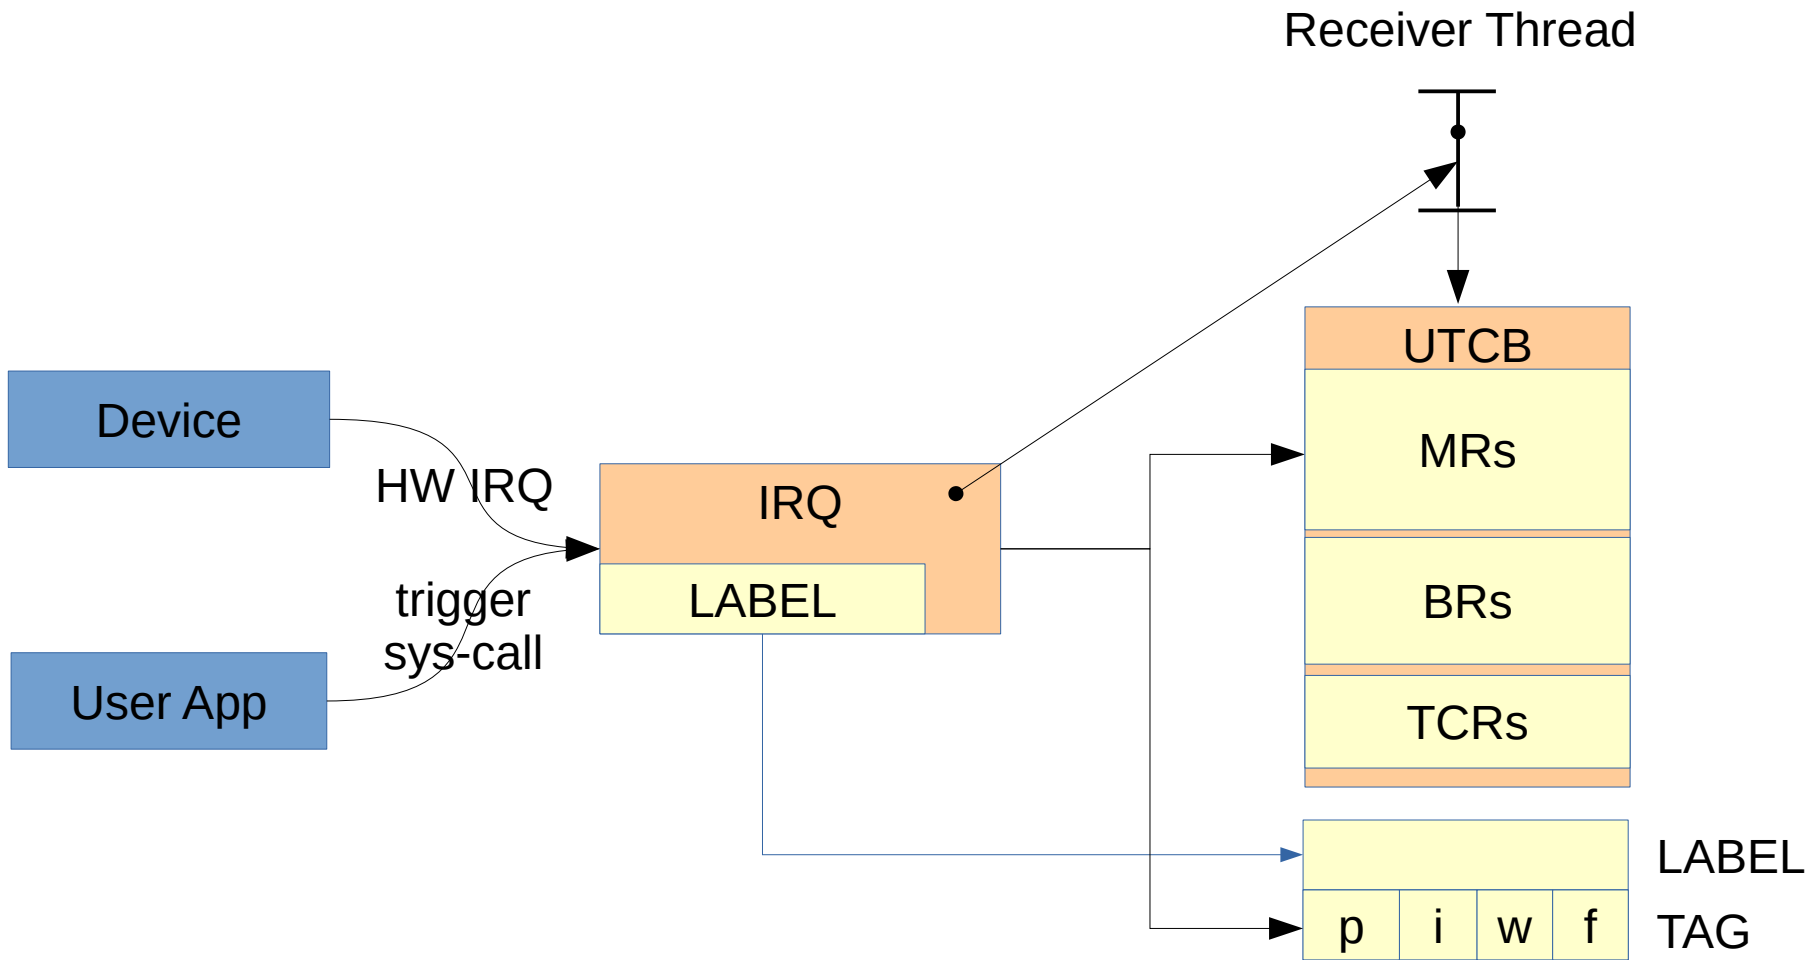 Receiver Thread
UTCB
Device
MRs
HW IRQ
IRQ
trigger
sys-call
LABEL
BRs
User App
TCRs
LABEL
p i w f
TAG